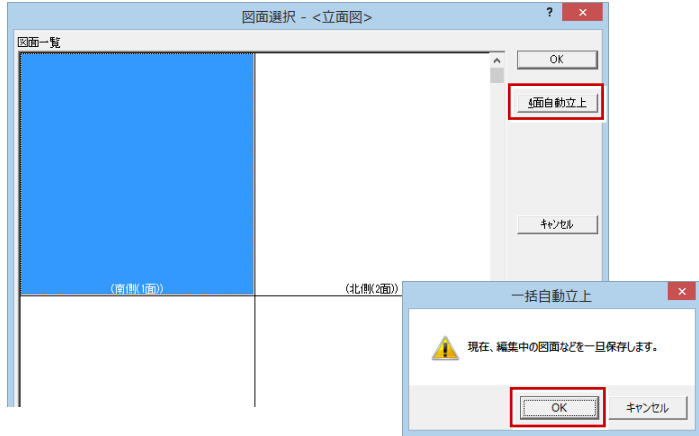 図面選択 - <立面図>
?
×
図面一覧
OK
4面自動立上
キャンセル
(南側(1面))
(北側(2面))
一括自動立上
×
現在、編集中の図面などを一旦保存します。
OK
キャンセル